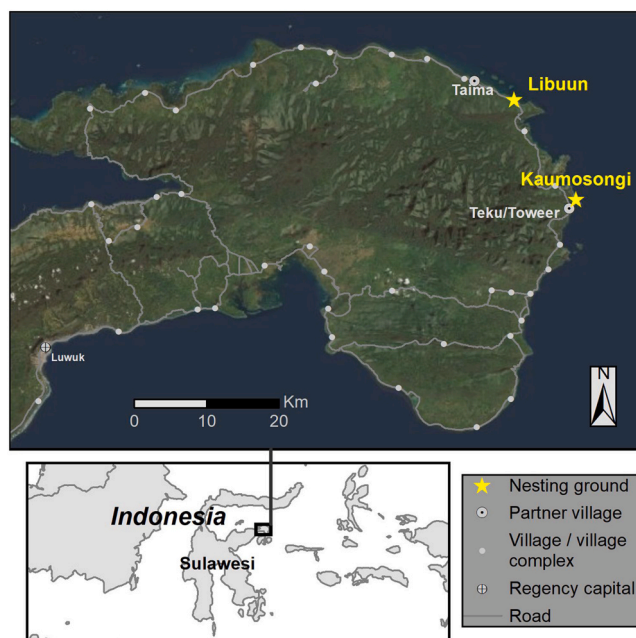 Libuun
Taima
Kaumosongi
Teku/Toweer
Luwuk
Km
0 10 20
N
Indonesia
Sulawesi
Nesting ground
Partner village
Village / village
complex
Regency capital
Road